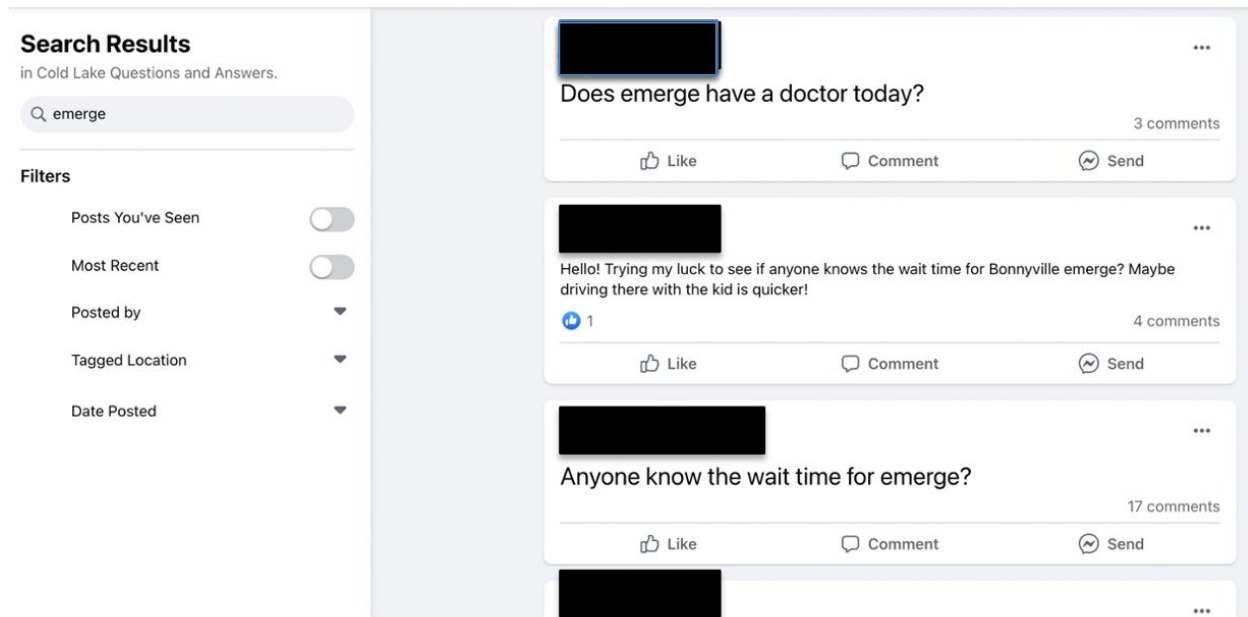 Search Results
in Cold Lake Questions and Answers.
emerge
Filters
Posts You've Seen
Most Recent
Posted by
Tagged Location
Date Posted
Does emerge have a doctor today?
3 comments
Like Comment Send
Hello! Trying my luck to see if anyone knows the wait time for Bonnyville emerge? Maybe
driving there with the kid is quicker!
1 4 comments
Like Comment Send
Anyone know the wait time for emerge?
17 comments
Like Comment Send